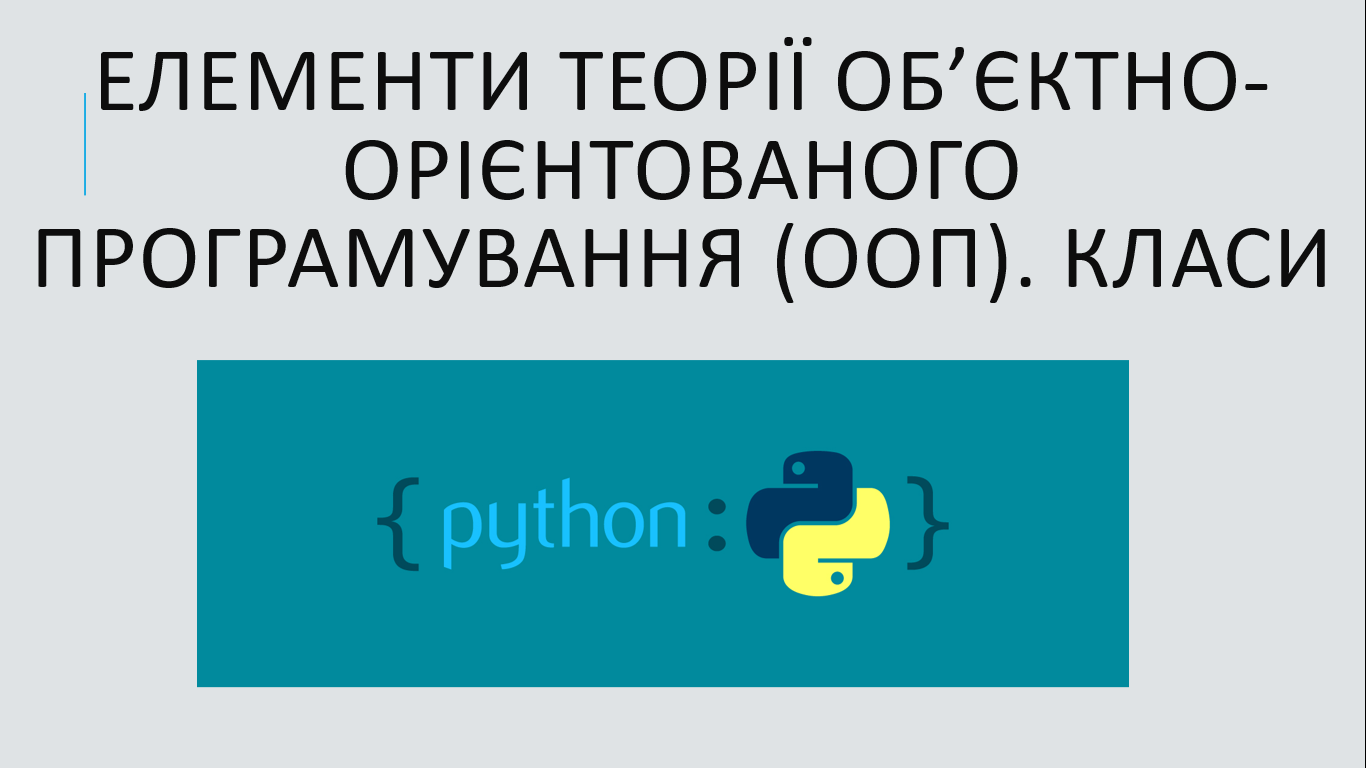 ЕЛЕМЕНТИ ТЕОРІЇ ОБ’ЄКТНО-
ОРІЄНТОВАНОГО
ПРОГРАМУВАННЯ (ООП). КЛАСИ
{ python : }